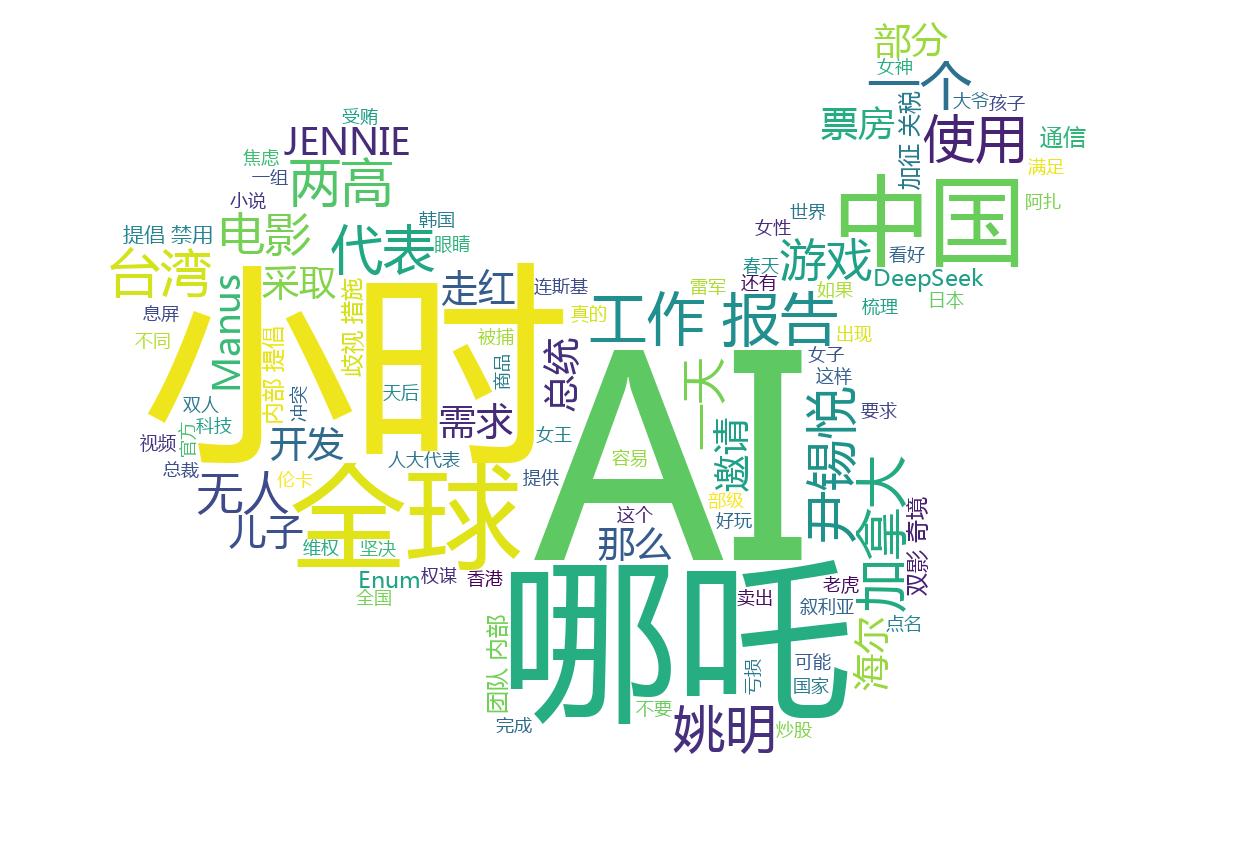 部分
女神
一个
大爷
孩子
关税
加征
票房
使用
通信
受贿
JENNIE
焦虑
一组
两高
小说
满足
中国
阿扎
世界
女性
韩国
电影
代表
提倡 禁用
眼睛
看好
游戏
春天
台湾
采取
走红
连斯基
DeepSeek
还有
雷军
如果
日本
Manus
歧视 措施
息屏
真的
工作 报告
梳理
出现
小时
不同
内部 提倡
被捕
总统
AI
一天
女子
这样
商品
天后
冲突
双人
科技
需求
女王
邀请
尹锡悦
要求
官方
视频
开发
总裁
人大代表
容易
无人
伦卡
全球
提供
部级
好玩
加拿大
双影 奇境
儿子
这个
那么
维权
坚决
Enum
权谋
香港
全国
哪吒
卖出
老虎
叙利亚
点名
团队 内部
海尔
亏损
可能
国家
不要
姚明
完成
炒股